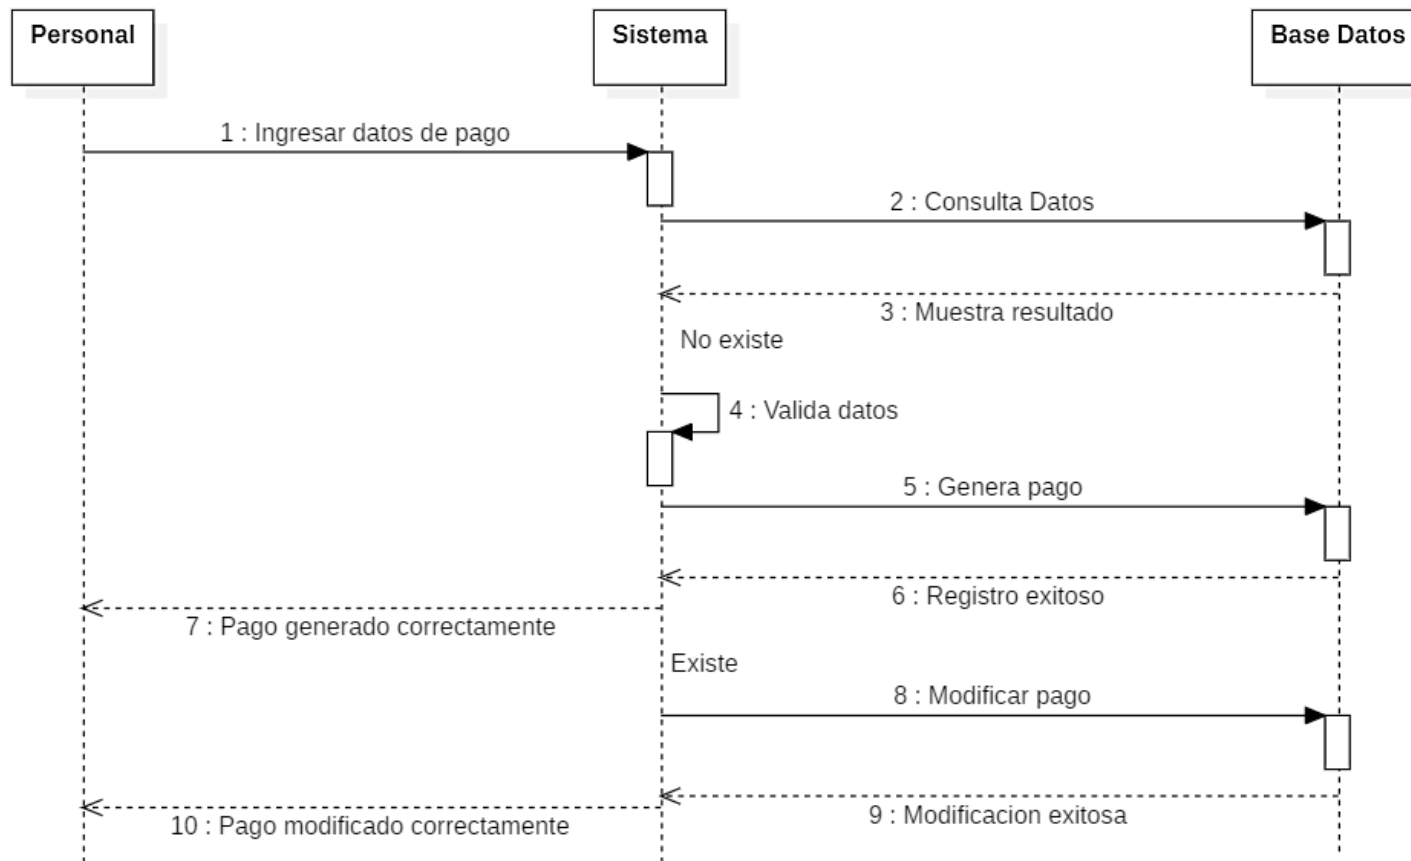 Personal
Sistema
Base Datos
1 : Ingresar datos de pago
2 : Consulta Datos
3 : Muestra resultado
No existe
4 : Valida datos
5 : Genera pago
6 : Registro exitoso
7 : Pago generado correctamente
Existe
8 : Modificar pago
9 : Modificacion exitosa
10 : Pago modificado correctamente